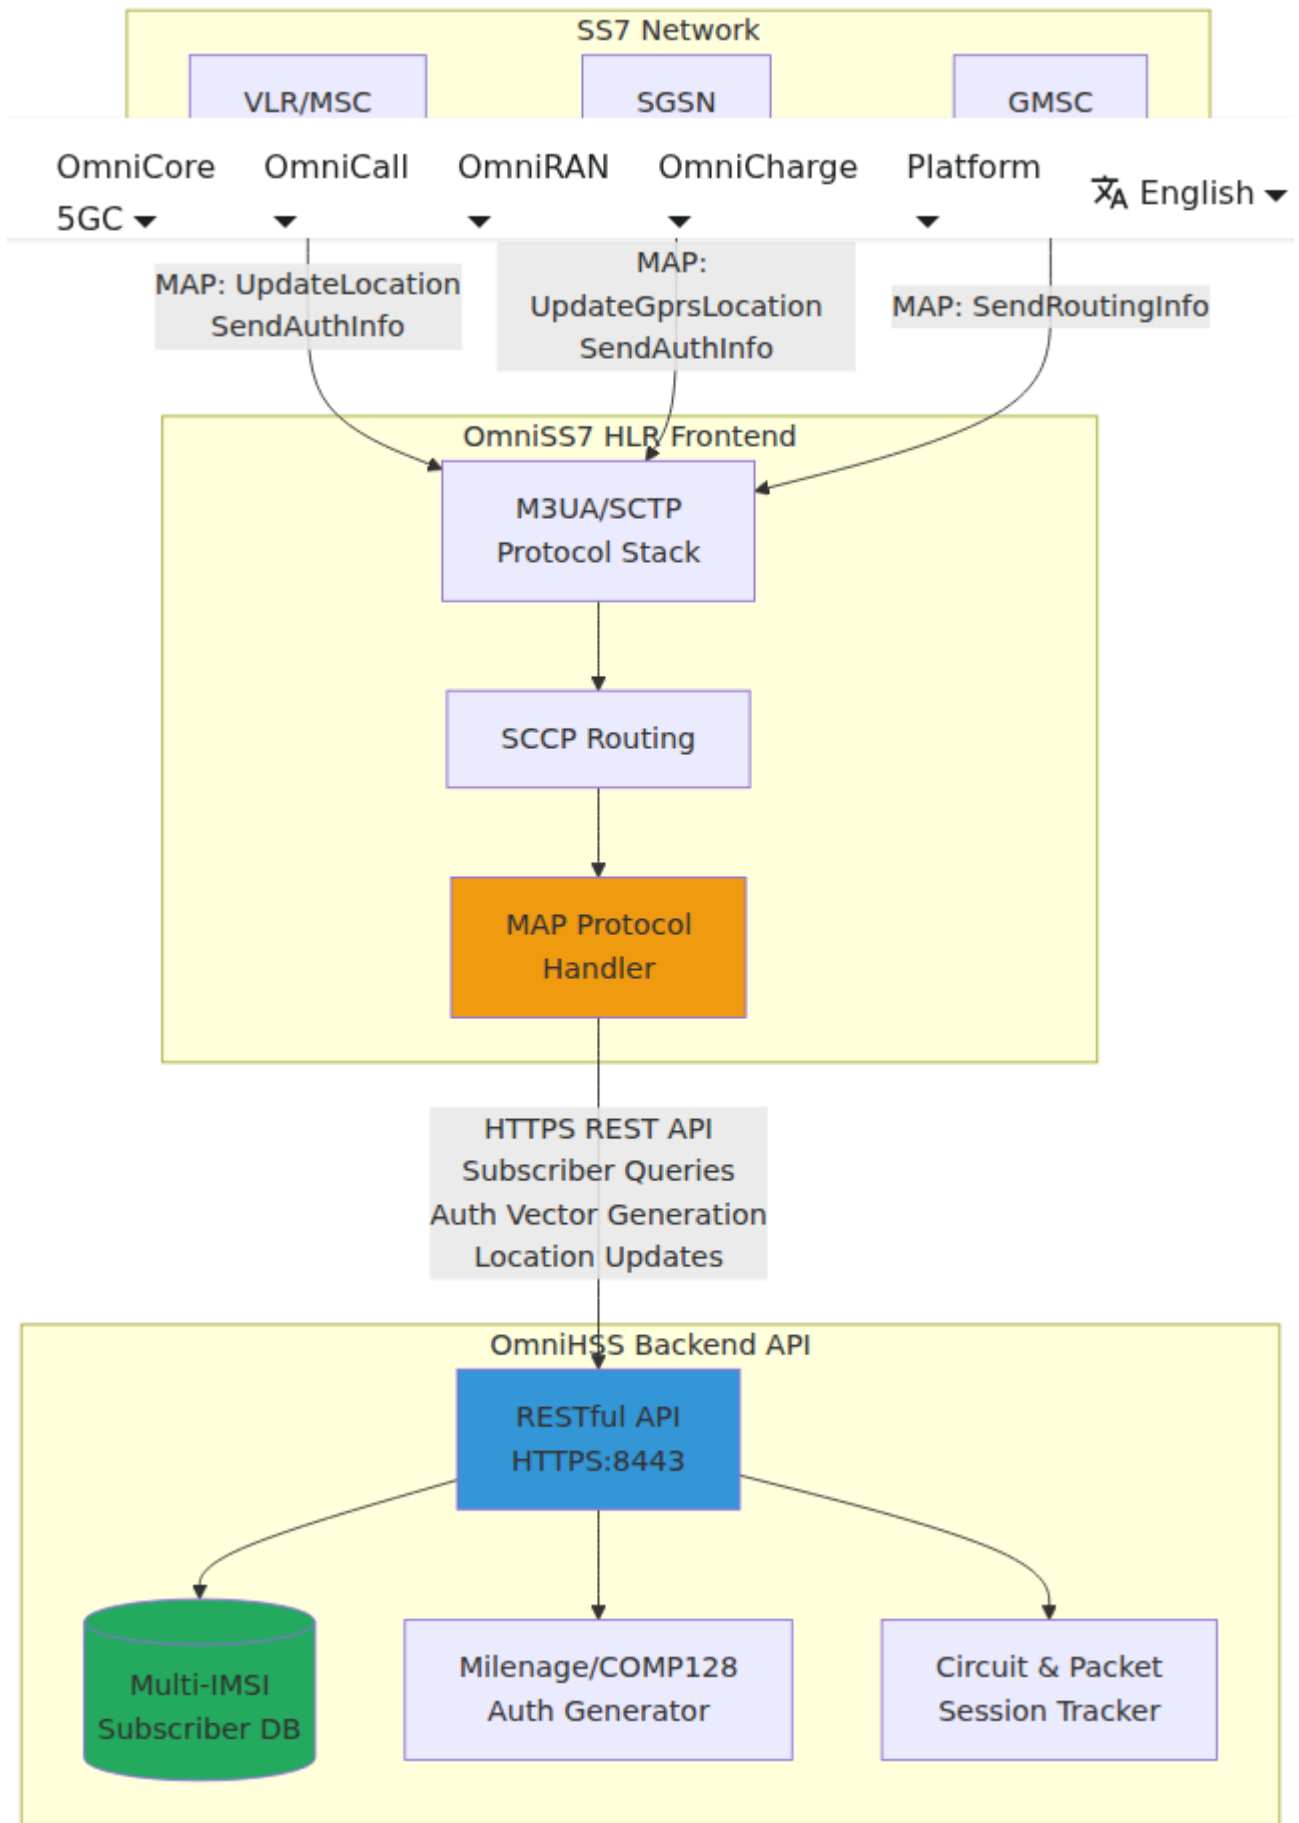 SS7 Network
VLR/MSC
SGSN
GMSC
OmniCore
5GC
OmniCall
OmniRAN
OmniCharge
Platform
English
MAP: UpdateLocation
SendAuthInfo
MAP:
UpdateGprsLocation
SendAuthInfo
MAP: SendRoutingInfo
OmniSS7 HLR Frontend
M3UA/SCTP
Protocol Stack
SCCP Routing
MAP Protocol
Handler
HTTPS REST API
Subscriber Queries
Auth Vector Generation
Location Updates
OmniHSS Backend API
RESTful API
HTTPS:8443
Multi-IMSI
Subscriber DB
Milenage/COMP128
Auth Generator
Circuit & Packet
Session Tracker